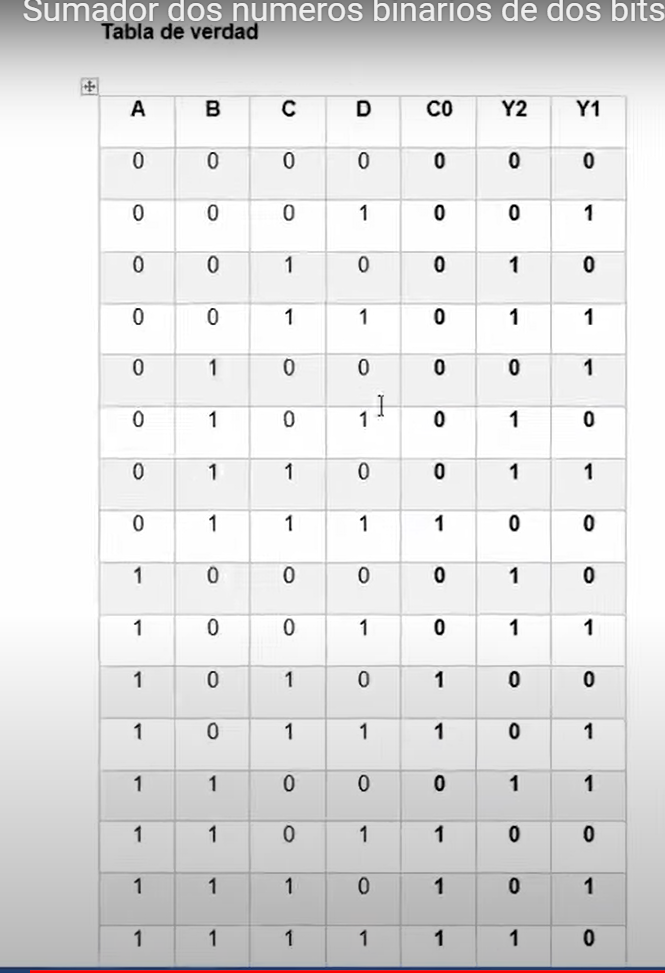 Sumador dos numeros binarios de dos bits
Tabla de verdad
A B C D C0 Y2 Y1
0 0 0 0 0 0 0
0 0 0 1 0 0 1
0 0 1 0 0 1 0
0 0 1 1 0 1 1
0 1 0 0 0 0 1
0 1 0 1 0 1 0
0 1 1 0 0 1 1
0 1 1 1 1 0 0
1 0 0 0 0 1 0
1 0 0 1 0 1 1
1 0 1 0 1 0 0
1 0 1 1 1 0 1
1 1 0 0 0 1 1
1 1 0 1 1 0 0
1 1 1 0 1 0 1
1 1 1 1 1 1 0